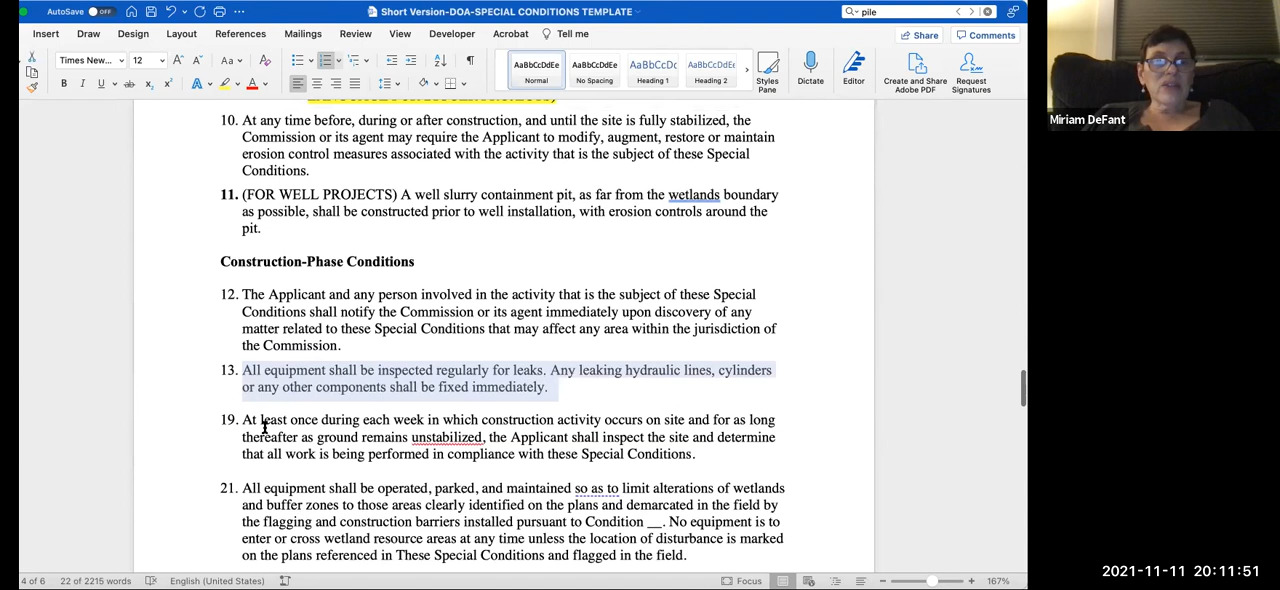 AutoSave OFF
Short Version-DOA-SPECIAL CONDITIONS TEMPLATE
pile
Insert Draw Design Layout References Mailings Review View Developer Acrobat Tell me
Share Comments
Times New... 12
AaBbCcDdEe AaBbCcDdEe AaBbCcDc AaBbCcDdEe
Normal No Spacing Heading 1 Heading 2
Styles Pane
Dictate
Editor
Create and Share Adobe PDF
Request Signatures
Miriam DeFant
10. At any time before, during or after construction, and until the site is fully stabilized, the
Commission or its agent may require the Applicant to modify, augment, restore or maintain
erosion control measures associated with the activity that is the subject of these Special
Conditions.
11. (FOR WELL PROJECTS) A well slurry containment pit, as far from the wetlands boundary
as possible, shall be constructed prior to well installation, with erosion controls around the
pit.
Construction-Phase Conditions
12. The Applicant and any person involved in the activity that is the subject of these Special
Conditions shall notify the Commission or its agent immediately upon discovery of any
matter related to these Special Conditions that may affect any area within the jurisdiction of
the Commission.
13. All equipment shall be inspected regularly for leaks. Any leaking hydraulic lines, cylinders
or any other components shall be fixed immediately.
19. At least once during each week in which construction activity occurs on site and for as long
thereafter as ground remains unstabilized, the Applicant shall inspect the site and determine
that all work is being performed in compliance with these Special Conditions.
21. All equipment shall be operated, parked, and maintained so as to limit alterations of wetlands
and buffer zones to those areas clearly identified on the plans and demarcated in the field by
the flagging and construction barriers installed pursuant to Condition __. No equipment is to
enter or cross wetland resource areas at any time unless the location of disturbance is marked
on the plans referenced in These Special Conditions and flagged in the field.
4 of 6 22 of 2215 words English (United States) Focus 167%
2021-11-11 20:11:51